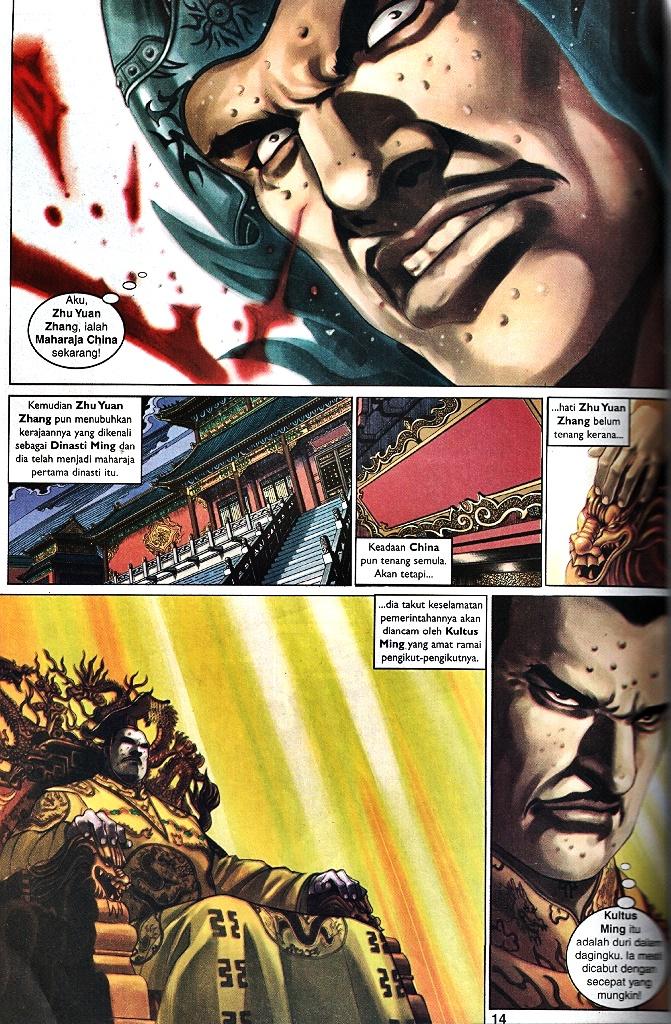 Aku,
Zhu Yuan
Zhang, ialah
Maharaja China
sekarang!
Kemudian Zhu Yuan
Zhang pun menubuhkan
kerajaannya yang dikenali
sebagai Dinasti Ming dan
dia telah menjadi maharaja
pertama dinasti itu.
Keadaan China
pun tenang semula.
Akan tetapi...
...hati Zhu Yuan
Zhang belum
tenang kerana...
...dia takut keselamatan
pemerintahannya akan
diancam oleh Kultus
Ming yang amat ramai
pengikut-pengikutnya.
Kultus
Ming itu
adalah duri dalam
dagingku. Ia mesti
dicabut dengan
secepat yang
mungkin!
14